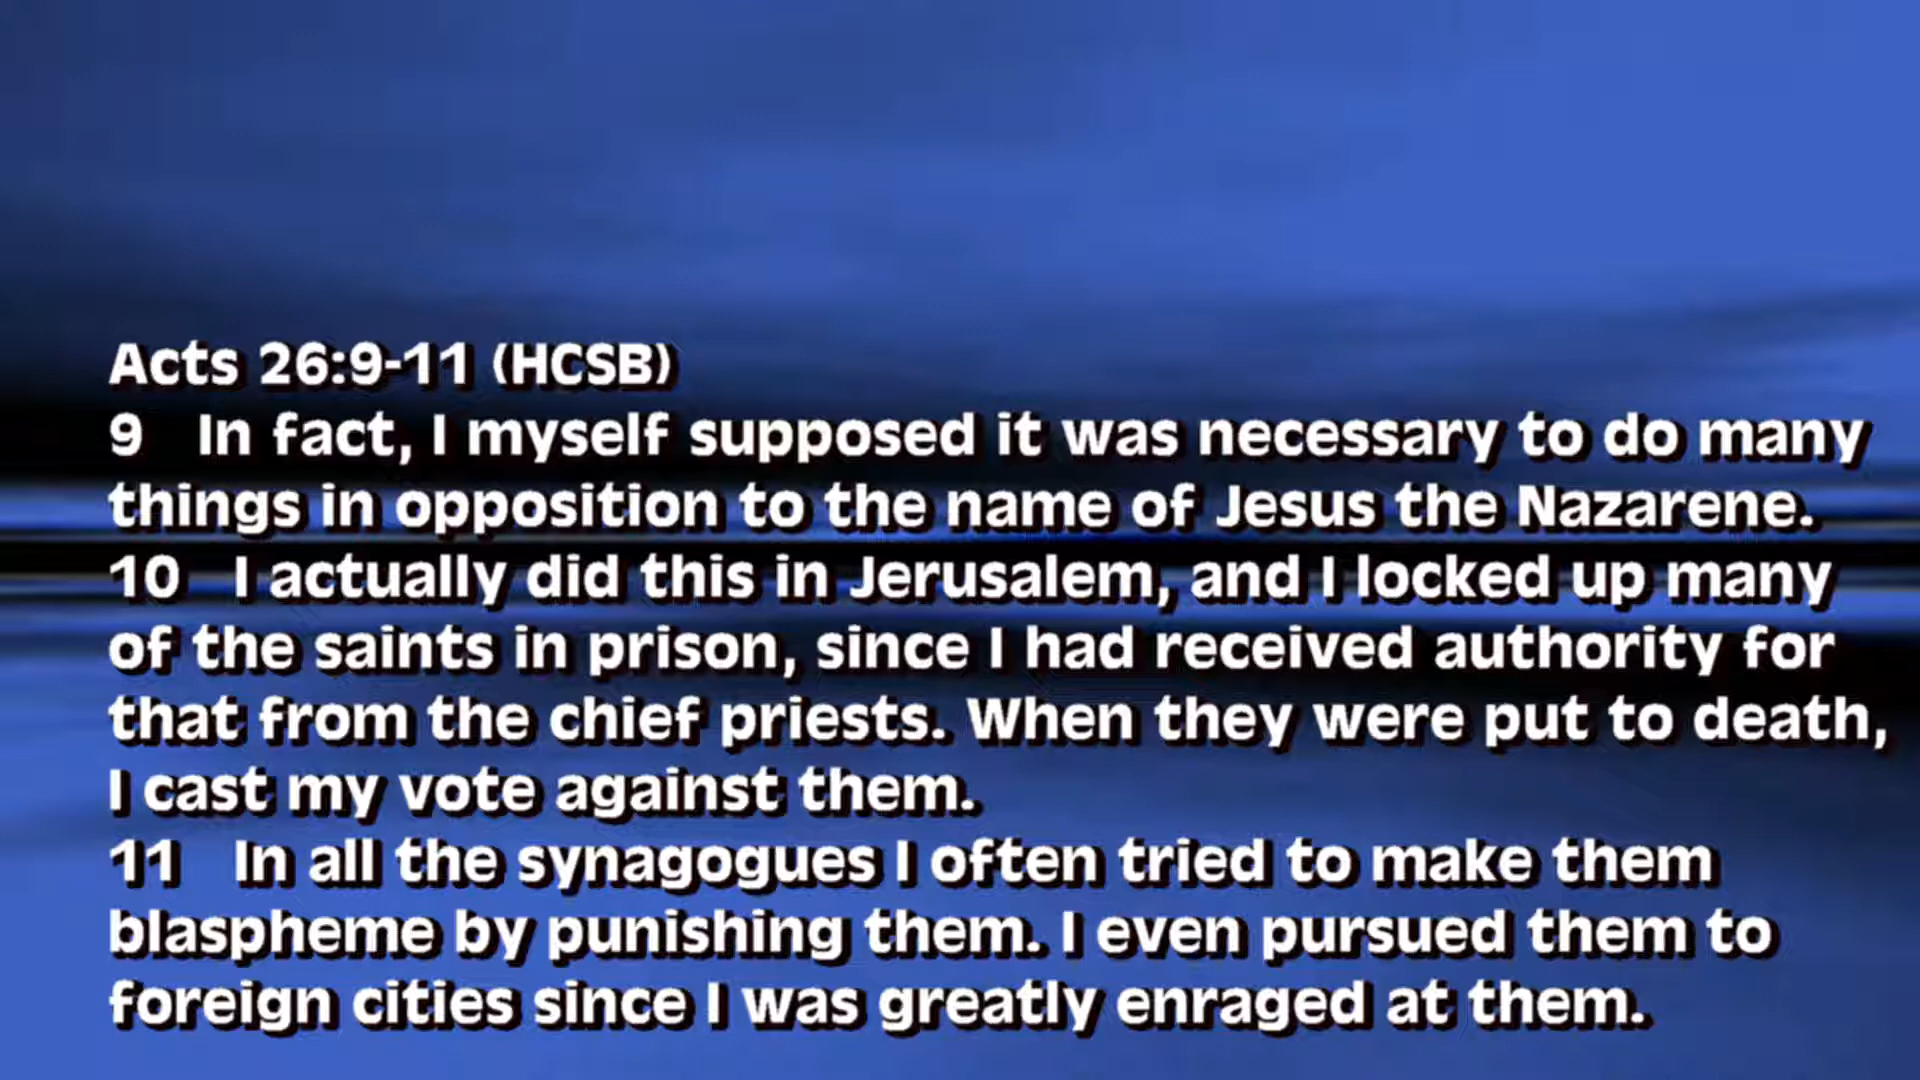 Acts 26:9-11 (HCSB)
9 In fact, I myself supposed it was necessary to do many
things in opposition to the name of Jesus the Nazarene.
10 I actually did this in Jerusalem, and I locked up many
of the saints in prison, since I had received authority for
that from the chief priests. When they were put to death,
I cast my vote against them.
11 In all the synagogues I often tried to make them
blaspheme by punishing them. I even pursued them to
foreign cities since I was greatly enraged at them.